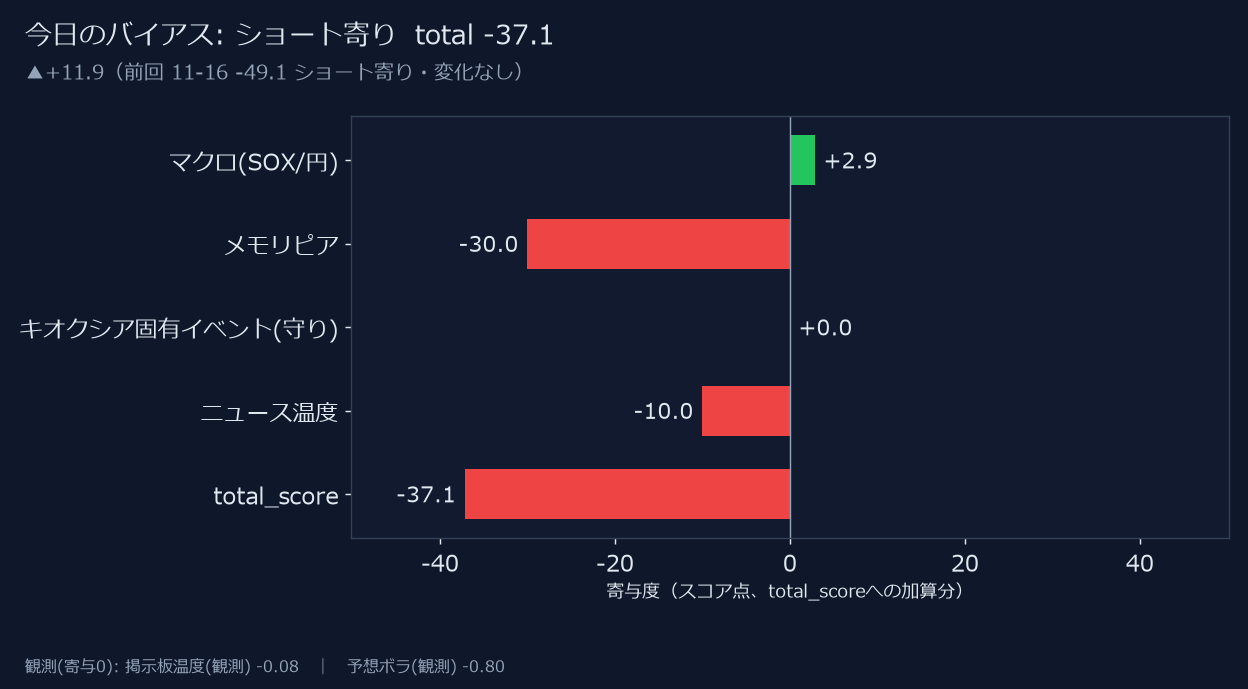 今日のバイアス: ショート寄り  total -37.1
▲+11.9（前回 11-16 -49.1 ショート寄り・変化なし）
マクロ(SOX/円)
+2.9
メモリピア
-30.0
キオクシア固有イベント(守り)
+0.0
ニュース温度
-10.0
total_score
-37.1
-40
-20
0
20
40
寄与度（スコア点、total_scoreへの加算分）
観測(寄与0): 掲示板温度(観測) -0.08　|　予想ボラ(観測) -0.80